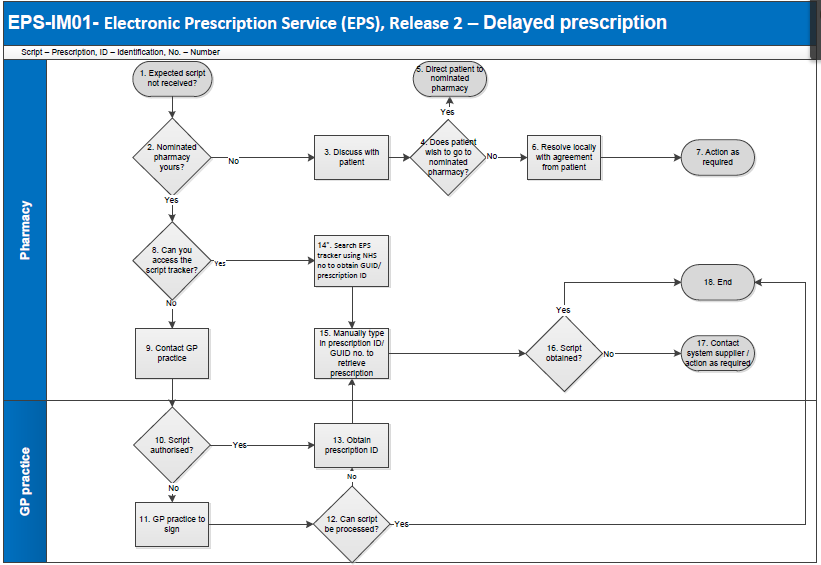 EPS-IM01- Electronic Prescription Service (EPS), Release 2 – Delayed prescription
Script – Prescription, ID – Identification, No. – Number
Pharmacy
1. Expected script
not received?
5. Direct patient to
nominated
pharmacy
Yes
2. Nominated
pharmacy
yours?
No
3. Discuss with
patient
4. Does patient
wish to go to
nominated
pharmacy?
No
6. Resolve locally
with agreement
from patient
7. Action as
required
Yes
8. Can you
access the
script tracker?
Yes
14*. Search EPS
tracker using NHS
no to obtain GUID/
prescription ID
18. End
No
Yes
9. Contact GP
practice
15. Manually type
in prescription ID/
GUID no. to
retrieve
prescription
16. Script
obtained?
No
17. Contact
system supplier /
action as required
GP practice
10. Script
authorised?
Yes
13. Obtain
prescription ID
No
No
11. GP practice to
sign
12. Can script
be processed?
Yes